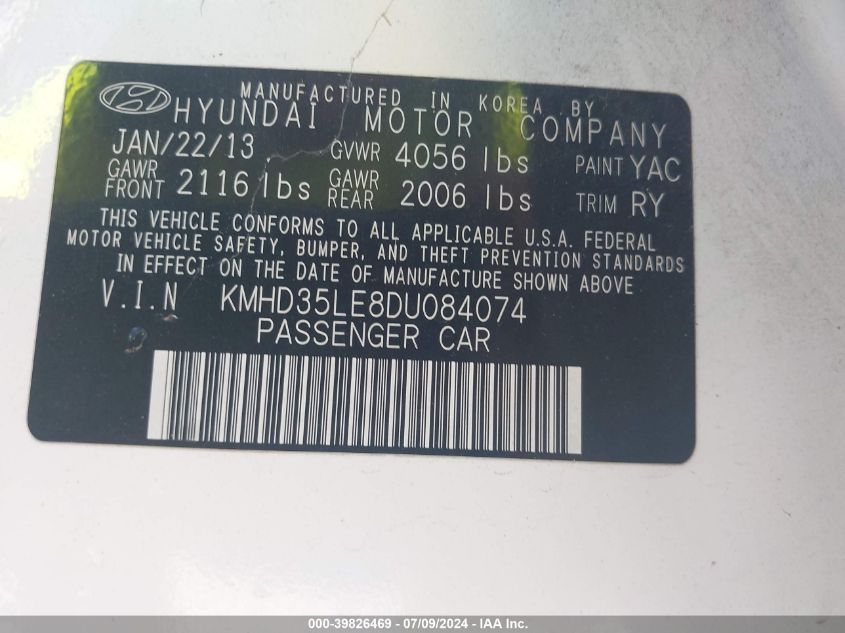 MANUFACTURED IN KOREA BY
HYUNDAI MOTOR COMPANY
JAN/22/13 GVWR 4056 lbs PAINT YAC
GAWR FRONT 2116 lbs GAWR REAR 2006 lbs TRIM RY
THIS VEHICLE CONFORMS TO ALL APPLICABLE U.S.A. FEDERAL
MOTOR VEHICLE SAFETY, BUMPER, AND THEFT PREVENTION STANDARDS
IN EFFECT ON THE DATE OF MANUFACTURE SHOWN ABOVE
V.I.N KMHD35LE8DU084074
PASSENGER CAR
000-39826469 - 07/09/2024 - IAA Inc.